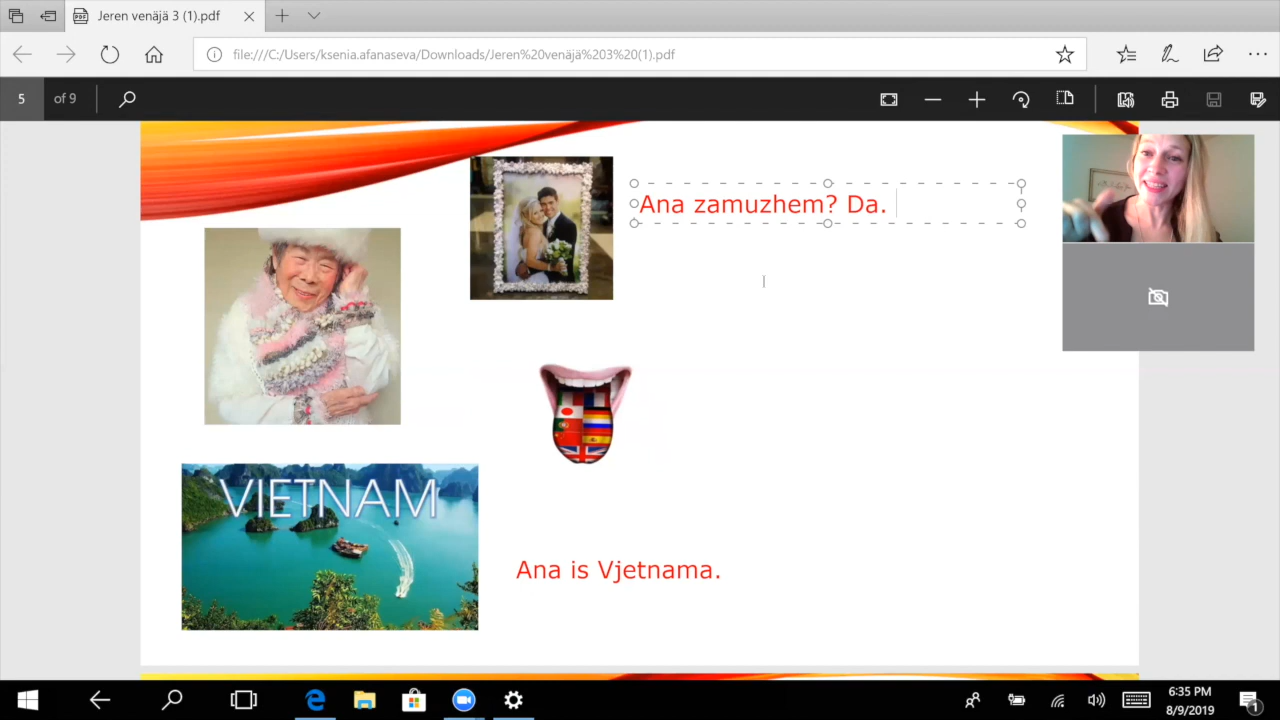 Jeren venäjä 3 (1).pdf
file:///C:/Users/ksenia.afanaseva/Downloads/Jeren%20venäjä%203%20(1).pdf
5 of 9
Ana zamuzhem? Da.
VIETNAM
Ana is Vjetnama.
6:35 PM
8/9/2019
1